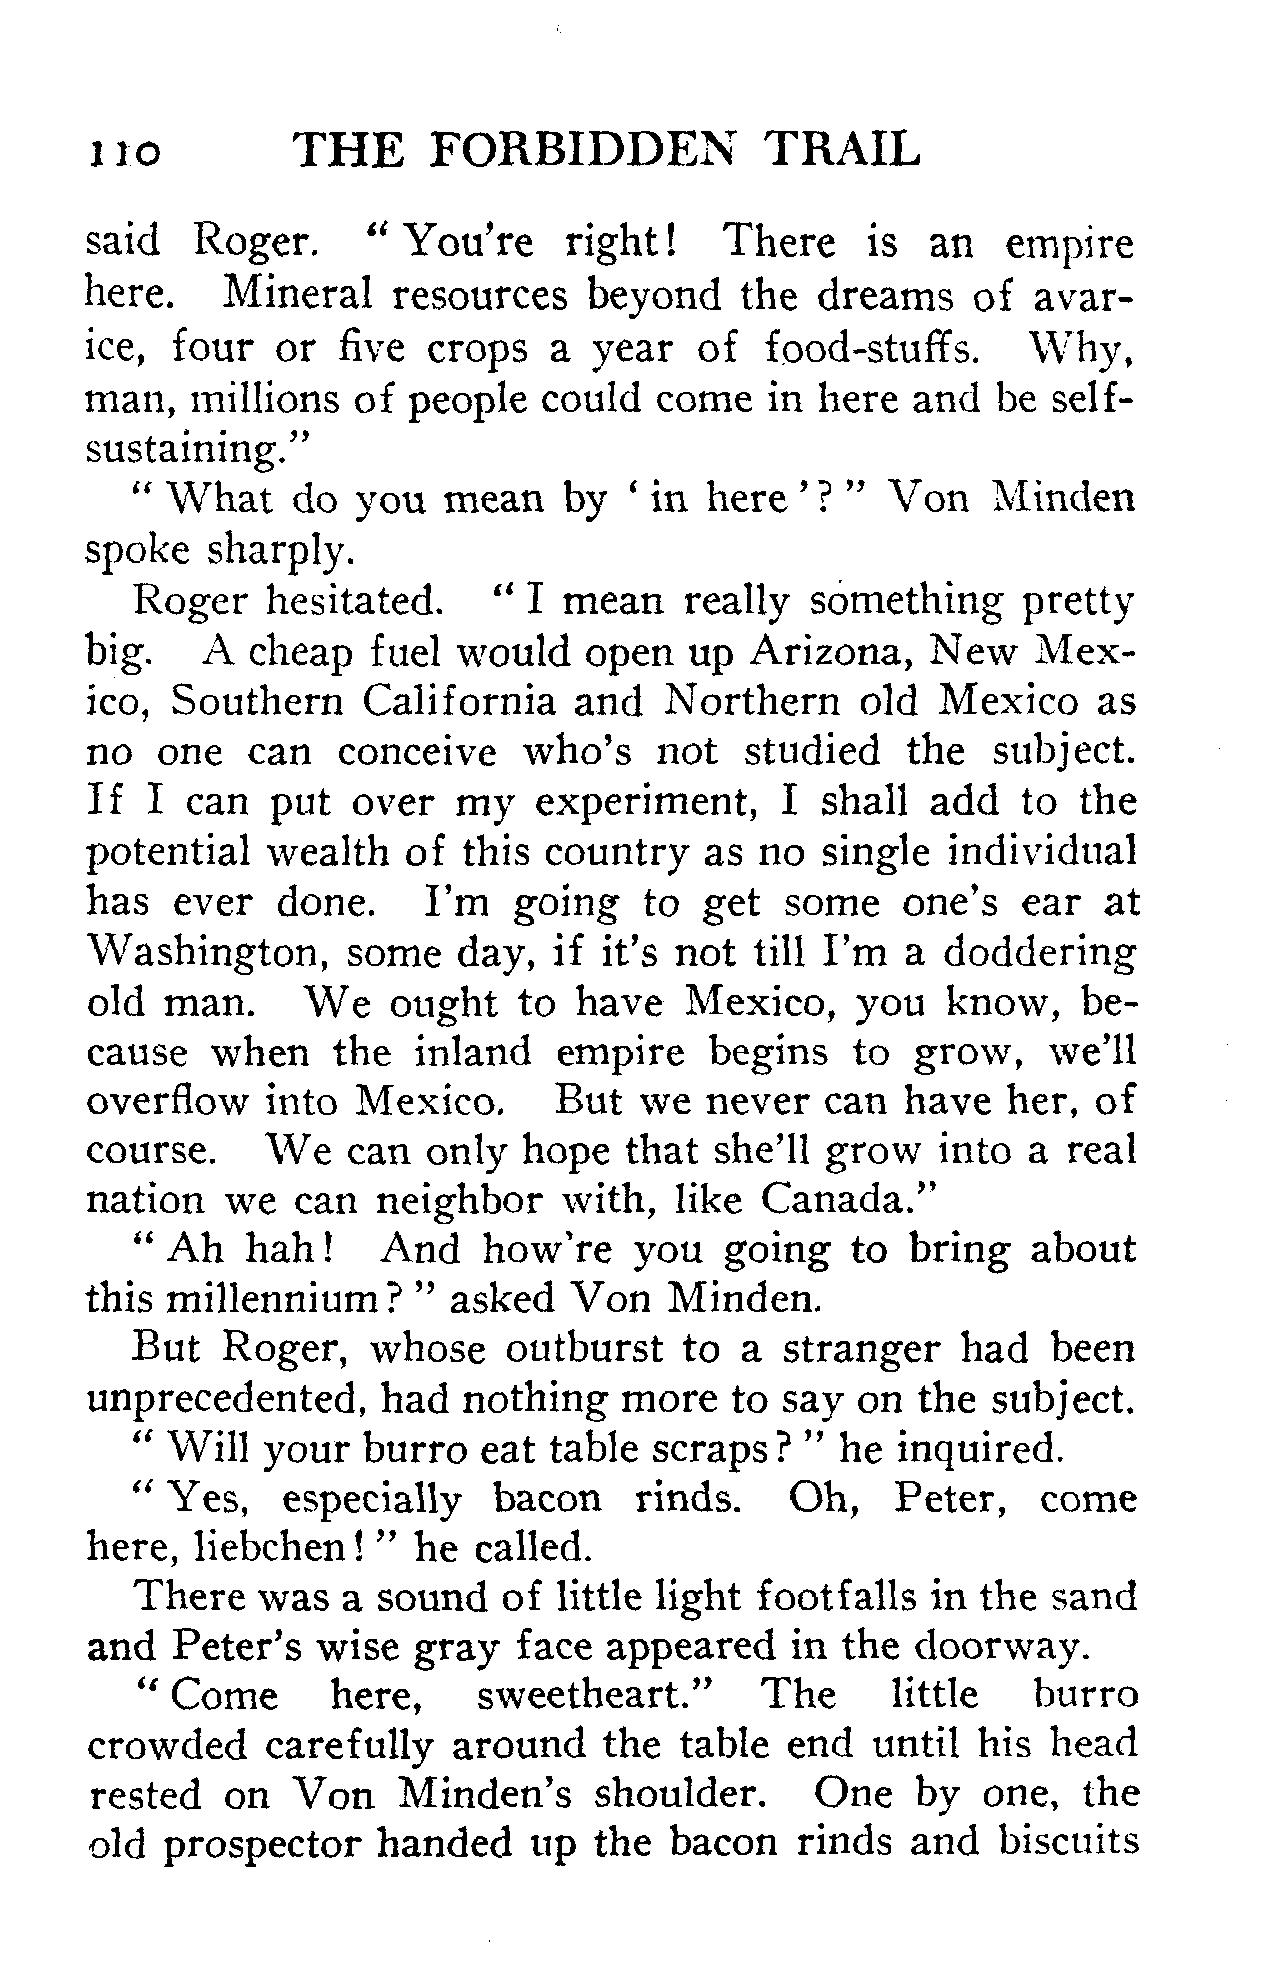 110 THE FORBIDDEN TRAIL
said Roger. “ You're right! There is an empire
here. Mineral resources beyond the dreams of avar-
ice, four or five crops a year of food-stuffs. Why,
man, millions of people could come in here and be self-
sustaining.”
“ What do you mean by ‘ in here ’? ” Von Minden
spoke sharply.
Roger hesitated. “ I mean really something pretty
big. A cheap fuel would open up Arizona, New Mex-
ico, Southern California and Northern old Mexico as
no one can conceive who's not studied the subject.
If I can put over my experiment, I shall add to the
potential wealth of this country as no single individual
has ever done. I'm going to get some one's ear at
Washington, some day, if it's not till I'm a doddering
old man. We ought to have Mexico, you know, be-
cause when the inland empire begins to grow, we'll
overflow into Mexico. But we never can have her, of
course. We can only hope that she'll grow into a real
nation we can neighbor with, like Canada.”
“ Ah hah! And how're you going to bring about
this millennium? ” asked Von Minden.
But Roger, whose outburst to a stranger had been
unprecedented, had nothing more to say on the subject.
“ Will your burro eat table scraps? ” he inquired.
“ Yes, especially bacon rinds. Oh, Peter, come
here, liebchen! ” he called.
There was a sound of little light footfalls in the sand
and Peter's wise gray face appeared in the doorway.
“ Come here, sweetheart.” The little burro
crowded carefully around the table end until his head
rested on Von Minden's shoulder. One by one, the
old prospector handed up the bacon rinds and biscuits